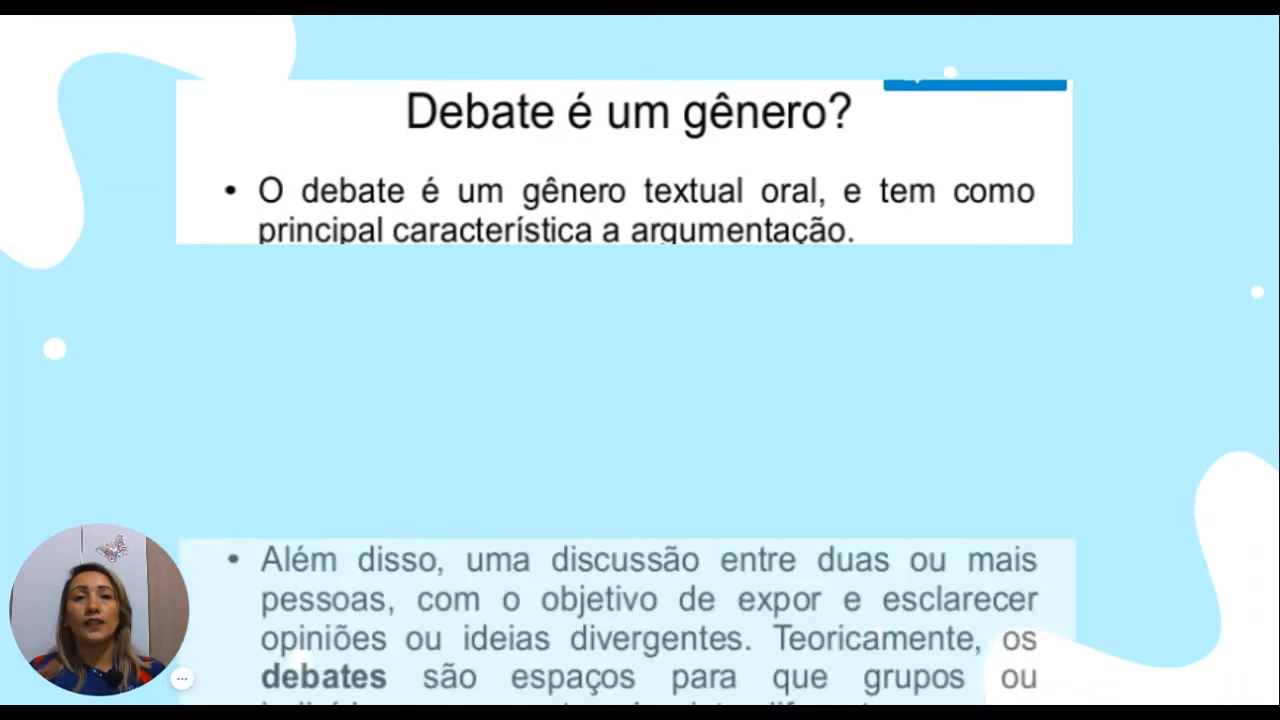 Debate é um gênero?
• O debate é um gênero textual oral, e tem como
principal característica a argumentação.
• Além disso, uma discussão entre duas ou mais
pessoas, com o objetivo de expor e esclarecer
opiniões ou ideias divergentes. Teoricamente, os
debates são espaços para que grupos ou